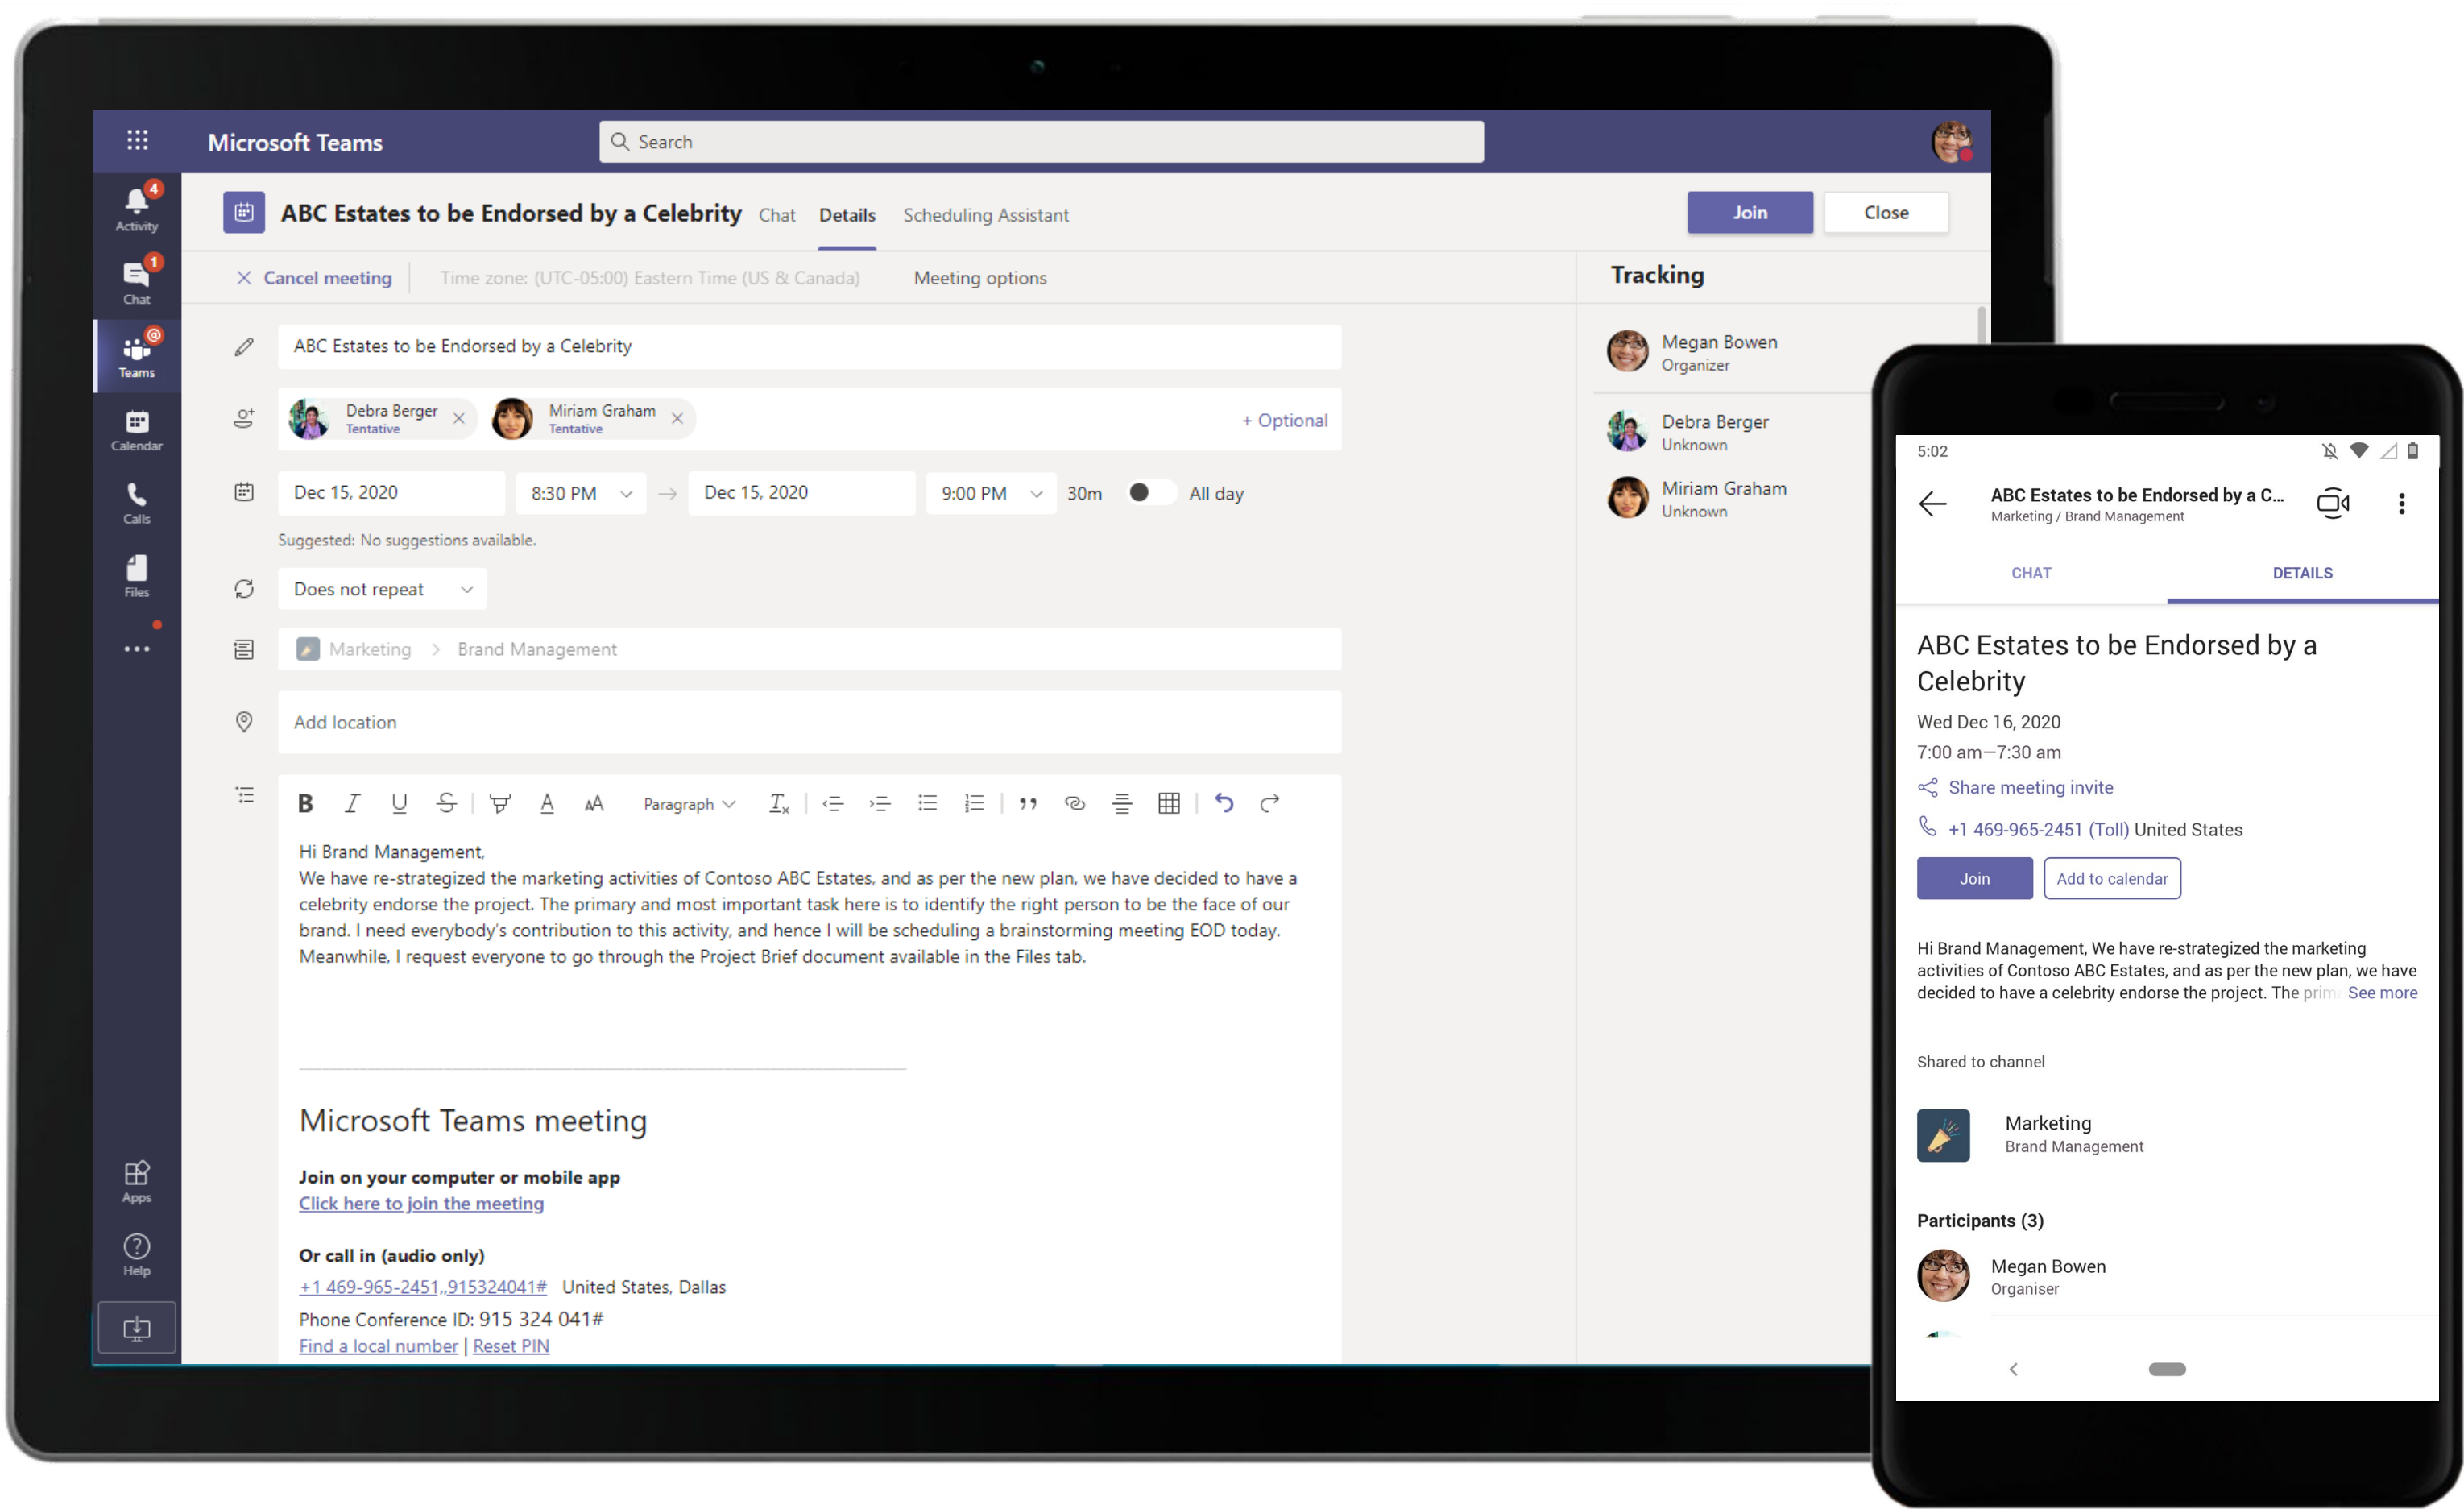 Microsoft Teams
Search
4
Activity
1
Chat
@
Teams
Calendar
Calls
Files
Apps
Help
ABC Estates to be Endorsed by a Celebrity
Chat
Details
Scheduling Assistant
Join
Close
Cancel meeting
Time zone: (UTC-05:00) Eastern Time (US & Canada)
Meeting options
ABC Estates to be Endorsed by a Celebrity
Debra Berger
Tentative
Miriam Graham
Tentative
+ Optional
Dec 15, 2020
8:30 PM
Dec 15, 2020
9:00 PM
30m
All day
Suggested: No suggestions available.
Does not repeat
Marketing > Brand Management
Add location
B I U S A AA Paragraph
Hi Brand Management,
We have re-strategized the marketing activities of Contoso ABC Estates, and as per the new plan, we have decided to have a
celebrity endorse the project. The primary and most important task here is to identify the right person to be the face of our
brand. I need everybody's contribution to this activity, and hence I will be scheduling a brainstorming meeting EOD today.
Meanwhile, I request everyone to go through the Project Brief document available in the Files tab.
Microsoft Teams meeting
Join on your computer or mobile app
Click here to join the meeting
Or call in (audio only)
+1 469-965-2451,,915324041# United States, Dallas
Phone Conference ID: 915 324 041#
Find a local number | Reset PIN
Tracking
Megan Bowen
Organizer
Debra Berger
Unknown
Miriam Graham
Unknown
5:02
ABC Estates to be Endorsed by a C...
Marketing / Brand Management
CHAT
DETAILS
ABC Estates to be Endorsed by a
Celebrity
Wed Dec 16, 2020
7:00 am—7:30 am
Share meeting invite
+1 469-965-2451 (Toll) United States
Join
Add to calendar
Hi Brand Management, We have re-strategized the marketing
activities of Contoso ABC Estates, and as per the new plan, we have
decided to have a celebrity endorse the project. The prim See more
Shared to channel
Marketing
Brand Management
Participants (3)
Megan Bowen
Organiser